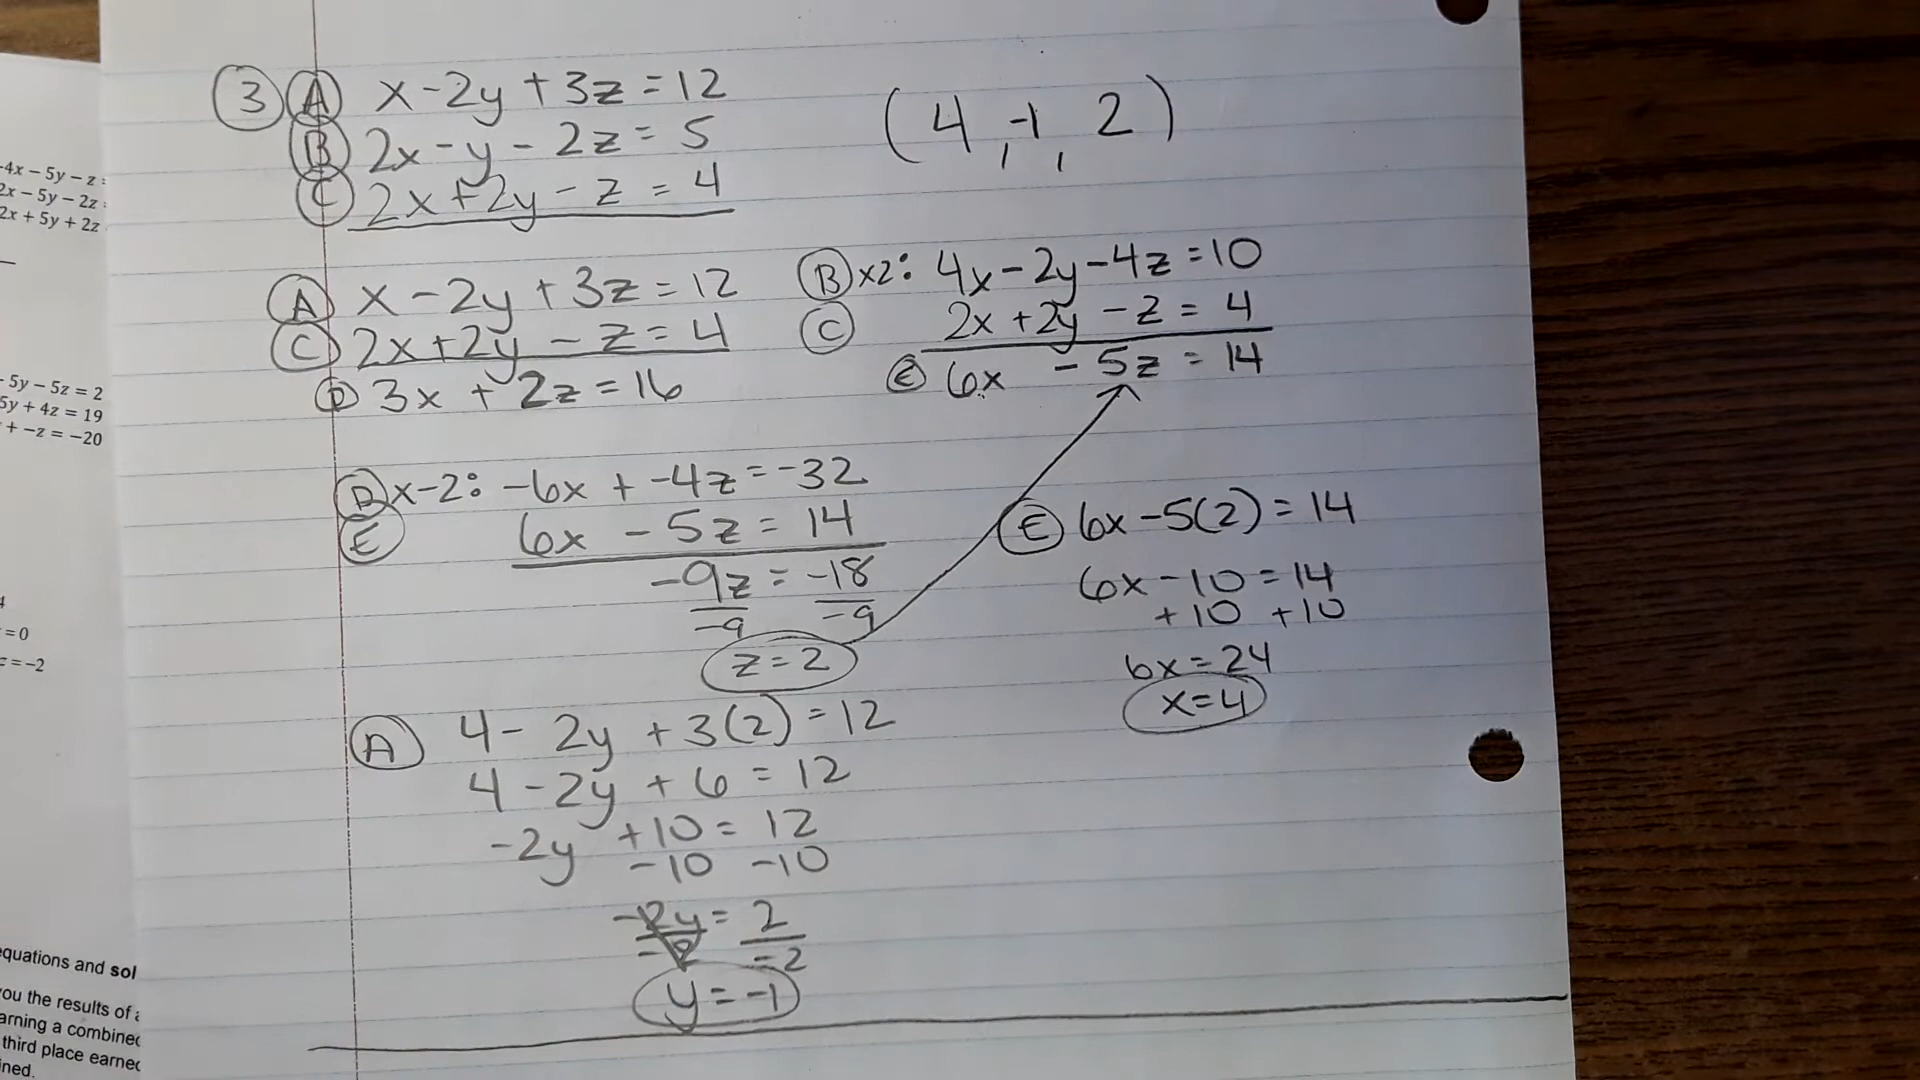 -4x − 5y − z
2x − 5y − 2z
2x + 5y + 2z
5y − 5z = 2
5y + 4z = 19
+ −z = −20
= 0
= −2
equations and sol
you the results of
arning a combined
third place earned
ined.
③ Ⓐ x - 2y + 3z = 12
Ⓑ 2x - y - 2z = 5
Ⓒ 2x + 2y - z = 4
(4, -1, 2)
Ⓐ x - 2y + 3z = 12
Ⓒ 2x + 2y - z = 4
Ⓓ 3x + 2z = 16
Ⓑ x2: 4x - 2y - 4z = 10
Ⓒ 2x + 2y - z = 4
Ⓔ 6x - 5z = 14
Ⓓ x-2: -6x + -4z = -32
Ⓔ 6x - 5z = 14
-9z = -18
-9 -9
z = 2
Ⓔ 6x - 5(2) = 14
6x - 10 = 14
+10 +10
6x = 24
x = 4
Ⓐ 4 - 2y + 3(2) = 12
4 - 2y + 6 = 12
-2y + 10 = 12
-10 -10
-2y = 2
-2 -2
y = -1